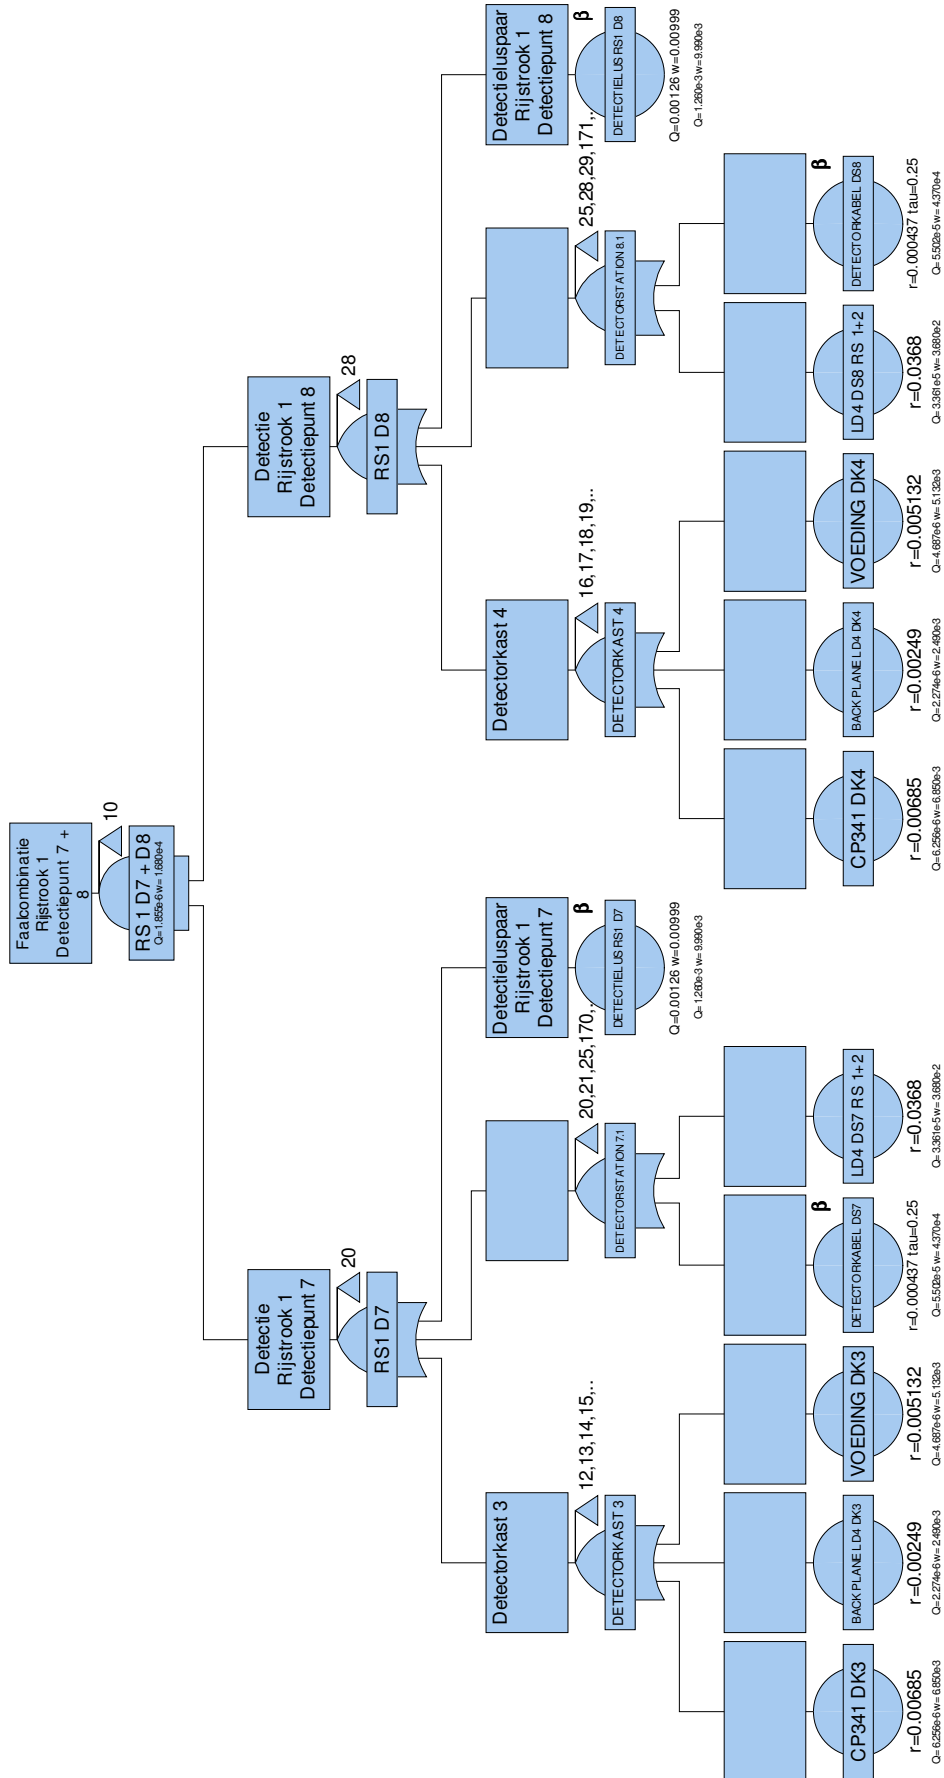 Faalcombinatie
Rijstrook 1
Detectiepunt 7 +
8
10
RS1 D7 + D8
Q=1.855e-6 w= 1.680e-4
Detectie
Rijstrook 1
Detectiepunt 7
20
RS1 D7
Detectie
Rijstrook 1
Detectiepunt 8
28
RS1 D8
Detectorkast 3
12,13,14,15,..
DETECTORKAST 3
20,21,25,170,..
DETECTORSTATION 7.1
Detectieluspaar
Rijstrook 1
Detectiepunt 7
β
DETECTIELUS RS1 D7
Q=0.00126 w=0.00999
Q= 1.260e-3 w= 9.990e-3
Detectorkast 4
16,17,18,19,..
DETECTORKAST 4
25,28,29,171,..
DETECTORSTATION 8.1
Detectieluspaar
Rijstrook 1
Detectiepunt 8
β
DETECTIELUS RS1 D8
Q=0.00126 w=0.00999
Q= 1.260e-3 w= 9.990e-3
CP341 DK3
r=0.00685
Q= 6.256e-6 w= 6.850e-3
BACK PLANE LD4 DK3
r=0.00249
Q= 2.274e-6 w= 2.490e-3
VOEDING DK3
r=0.005132
Q= 4.687e-6 w= 5.132e-3
β
DETECTORKABEL DS7
r=0.000437 tau=0.25
Q= 5.502e-5 w= 4.370e-4
LD4 DS7 RS 1+2
r=0.0368
Q= 3.361e-5 w= 3.680e-2
CP341 DK4
r=0.00685
Q= 6.256e-6 w= 6.850e-3
BACK PLANE LD4 DK4
r=0.00249
Q= 2.274e-6 w= 2.490e-3
VOEDING DK4
r=0.005132
Q= 4.687e-6 w= 5.132e-3
LD4 DS8 RS 1+2
r=0.0368
Q= 3.361e-5 w= 3.680e-2
β
DETECTORKABEL DS8
r=0.000437 tau=0.25
Q= 5.502e-5 w= 4.370e-4